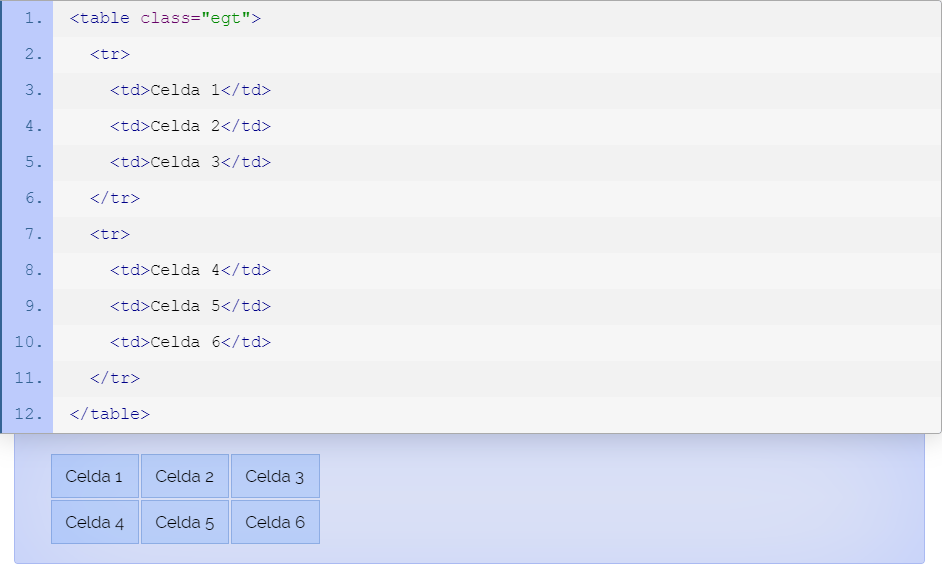 1. <table class="egt">
2. <tr>
3. <td>Celda 1</td>
4. <td>Celda 2</td>
5. <td>Celda 3</td>
6. </tr>
7. <tr>
8. <td>Celda 4</td>
9. <td>Celda 5</td>
10. <td>Celda 6</td>
11. </tr>
12. </table>
Celda 1 Celda 2 Celda 3
Celda 4 Celda 5 Celda 6